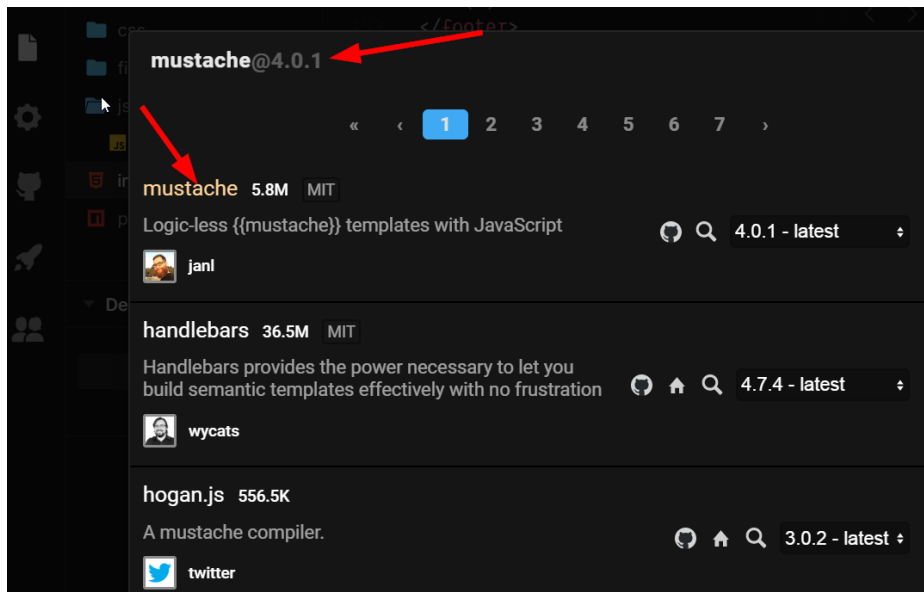 </footer>
mustache@4.0.1
« ‹ 1 2 3 4 5 6 7 ›
mustache 5.8M MIT
Logic-less {{mustache}} templates with JavaScript
4.0.1 - latest
janl
handlebars 36.5M MIT
Handlebars provides the power necessary to let you
build semantic templates effectively with no frustration
4.7.4 - latest
wycats
hogan.js 556.5K
A mustache compiler.
3.0.2 - latest
twitter
De
JS